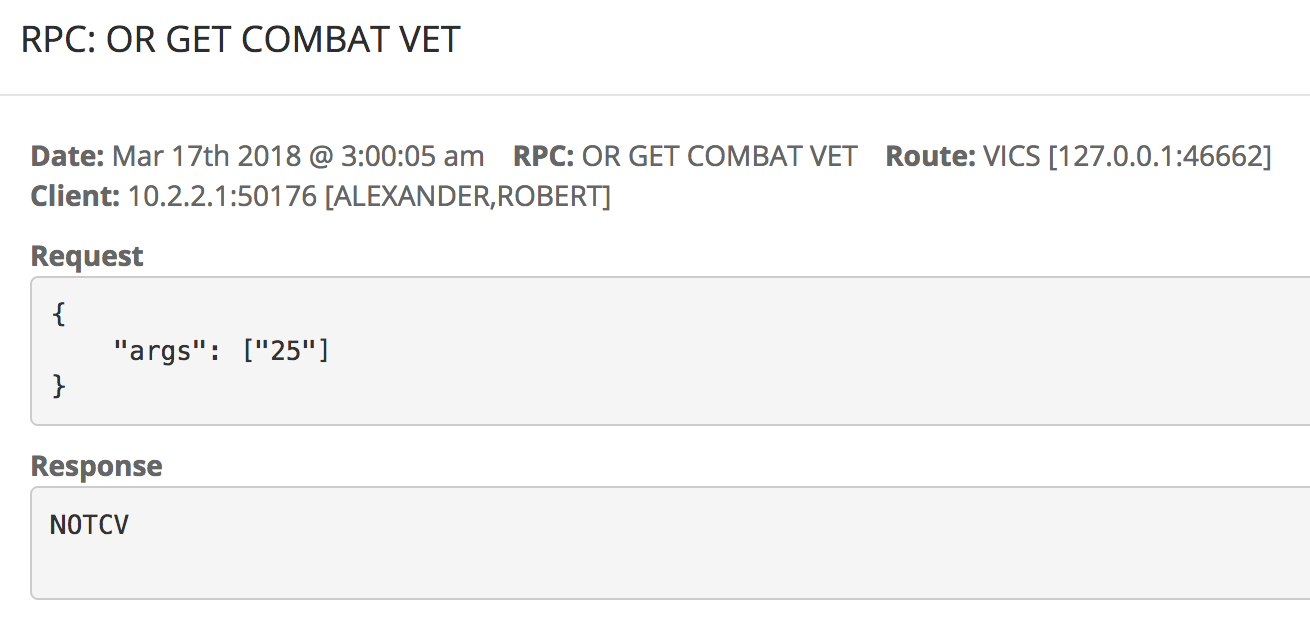 RPC: OR GET COMBAT VET
Date: Mar 17th 2018 @ 3:00:05 am RPC: OR GET COMBAT VET Route: VICS [127.0.0.1:46662]
Client: 10.2.2.1:50176 [ALEXANDER,ROBERT]
Request
{
    "args": ["25"]
}
Response
NOTCV